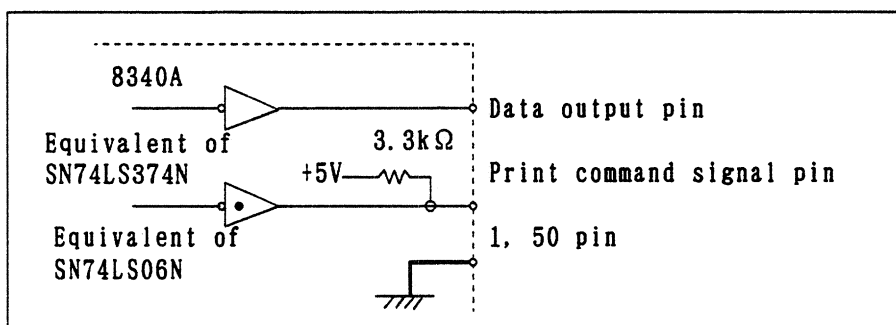 8340A
Data output pin
Equivalent of
SN74LS374N
3.3kΩ
+5V
Print command signal pin
Equivalent of
SN74LS06N
1, 50 pin